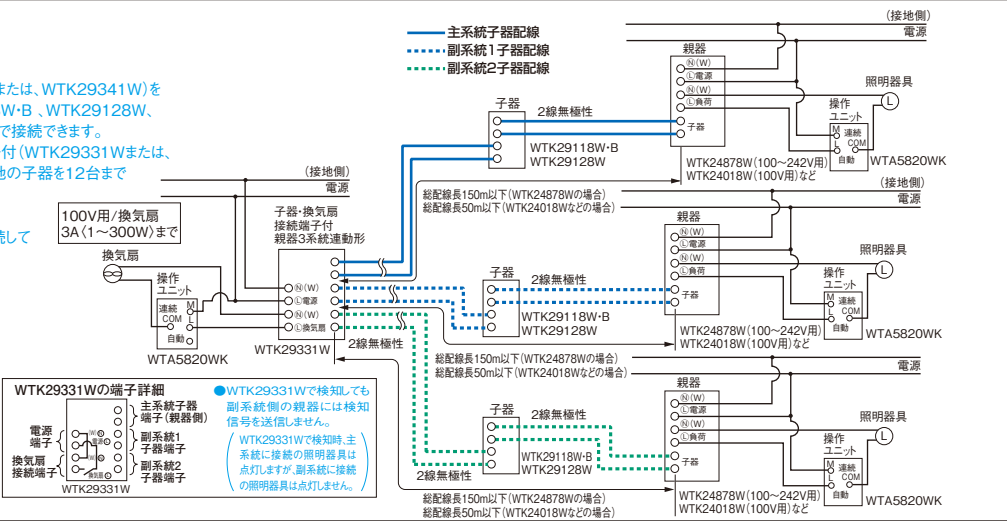 主系統子器配線
副系統1子器配線
副系統2子器配線
または、WTK29341W)を
W・B 、WTK29128W、
で接続できます。
付(WTK29331Wまたは、
他の子器を12台まで
続して
100V用/換気扇
3A〈1〜300W〉まで
(接地側)
電源
換気扇
操作
ユニット
M
連続
L
COM
自動
WTA5820WK
子器・換気扇
接続端子付
親器3系統連動形
Ⓝ(W)
Ⓛ電源
Ⓝ(W)
Ⓛ換気扇
WTK29331W
2線無極性
子器
2線無極性
WTK29118W・B
WTK29128W
(接地側)
電源
親器
Ⓝ(W)
Ⓛ電源
Ⓝ(W)
Ⓛ負荷
子器
照明器具
L
操作
ユニット
M
連続
L
COM
自動
WTA5820WK
WTK24878W(100〜242V用)
WTK24018W(100V用)など
総配線長150m以下(WTK24878Wの場合)
総配線長50m以下(WTK24018Wなどの場合)
(接地側)
電源
子器
2線無極性
WTK29118W・B
WTK29128W
親器
Ⓝ(W)
Ⓛ電源
Ⓝ(W)
Ⓛ負荷
子器
照明器具
L
操作
ユニット
M
連続
L
COM
自動
WTA5820WK
WTK24878W(100〜242V用)
WTK24018W(100V用)など
総配線長150m以下(WTK24878Wの場合)
総配線長50m以下(WTK24018Wなどの場合)
電源
子器
2線無極性
WTK29118W・B
WTK29128W
2線無極性
親器
Ⓝ(W)
Ⓛ電源
Ⓝ(W)
Ⓛ負荷
子器
照明器具
L
操作
ユニット
M
連続
L
COM
自動
WTA5820WK
WTK24878W(100〜242V用)
WTK24018W(100V用)など
総配線長150m以下(WTK24878Wの場合)
総配線長50m以下(WTK24018Wなどの場合)
WTK29331Wの端子詳細
電源
端子
換気扇
接続端子
(W)Ⓝ
電源Ⓛ
(W)Ⓝ
換気扇Ⓛ
主系統子器
端子(親器側)
副系統1
子器端子
副系統2
子器端子
WTK29331W
●WTK29331Wで検知しても
副系統側の親器には検知
信号を送信しません。
(WTK29331Wで検知時、主
系統に接続の照明器具は
点灯しますが、副系統に接続
の照明器具は点灯しません。)